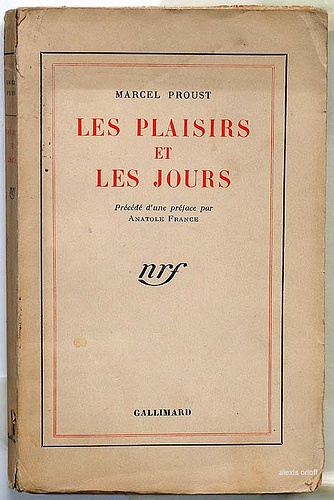 MARCEL PROUST
LES PLAISIRS
ET
LES JOURS
Précédé d'une préface par
ANATOLE FRANCE
nrf
GALLIMARD
alexis orloff